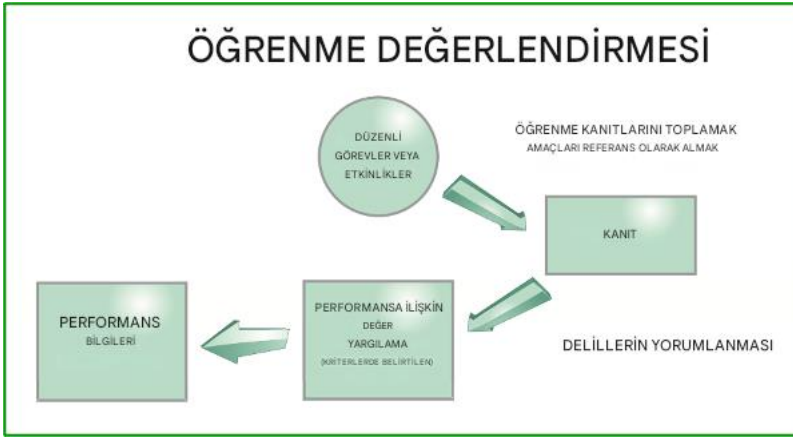 ÖĞRENME DEĞERLENDİRMESİ
DÜZENLİ
GÖREVLER VEYA
ETKİNLİKLER
ÖĞRENME KANITLARINI TOPLAMAK
AMAÇLARI REFERANS OLARAK ALMAK
KANIT
DELİLLERİN YORUMLANMASI
PERFORMANSA İLİŞKİN
DEĞER
YARGILAMA
(KRİTERLERDE BELİRTİLEN)
PERFORMANS
BİLGİLERİ